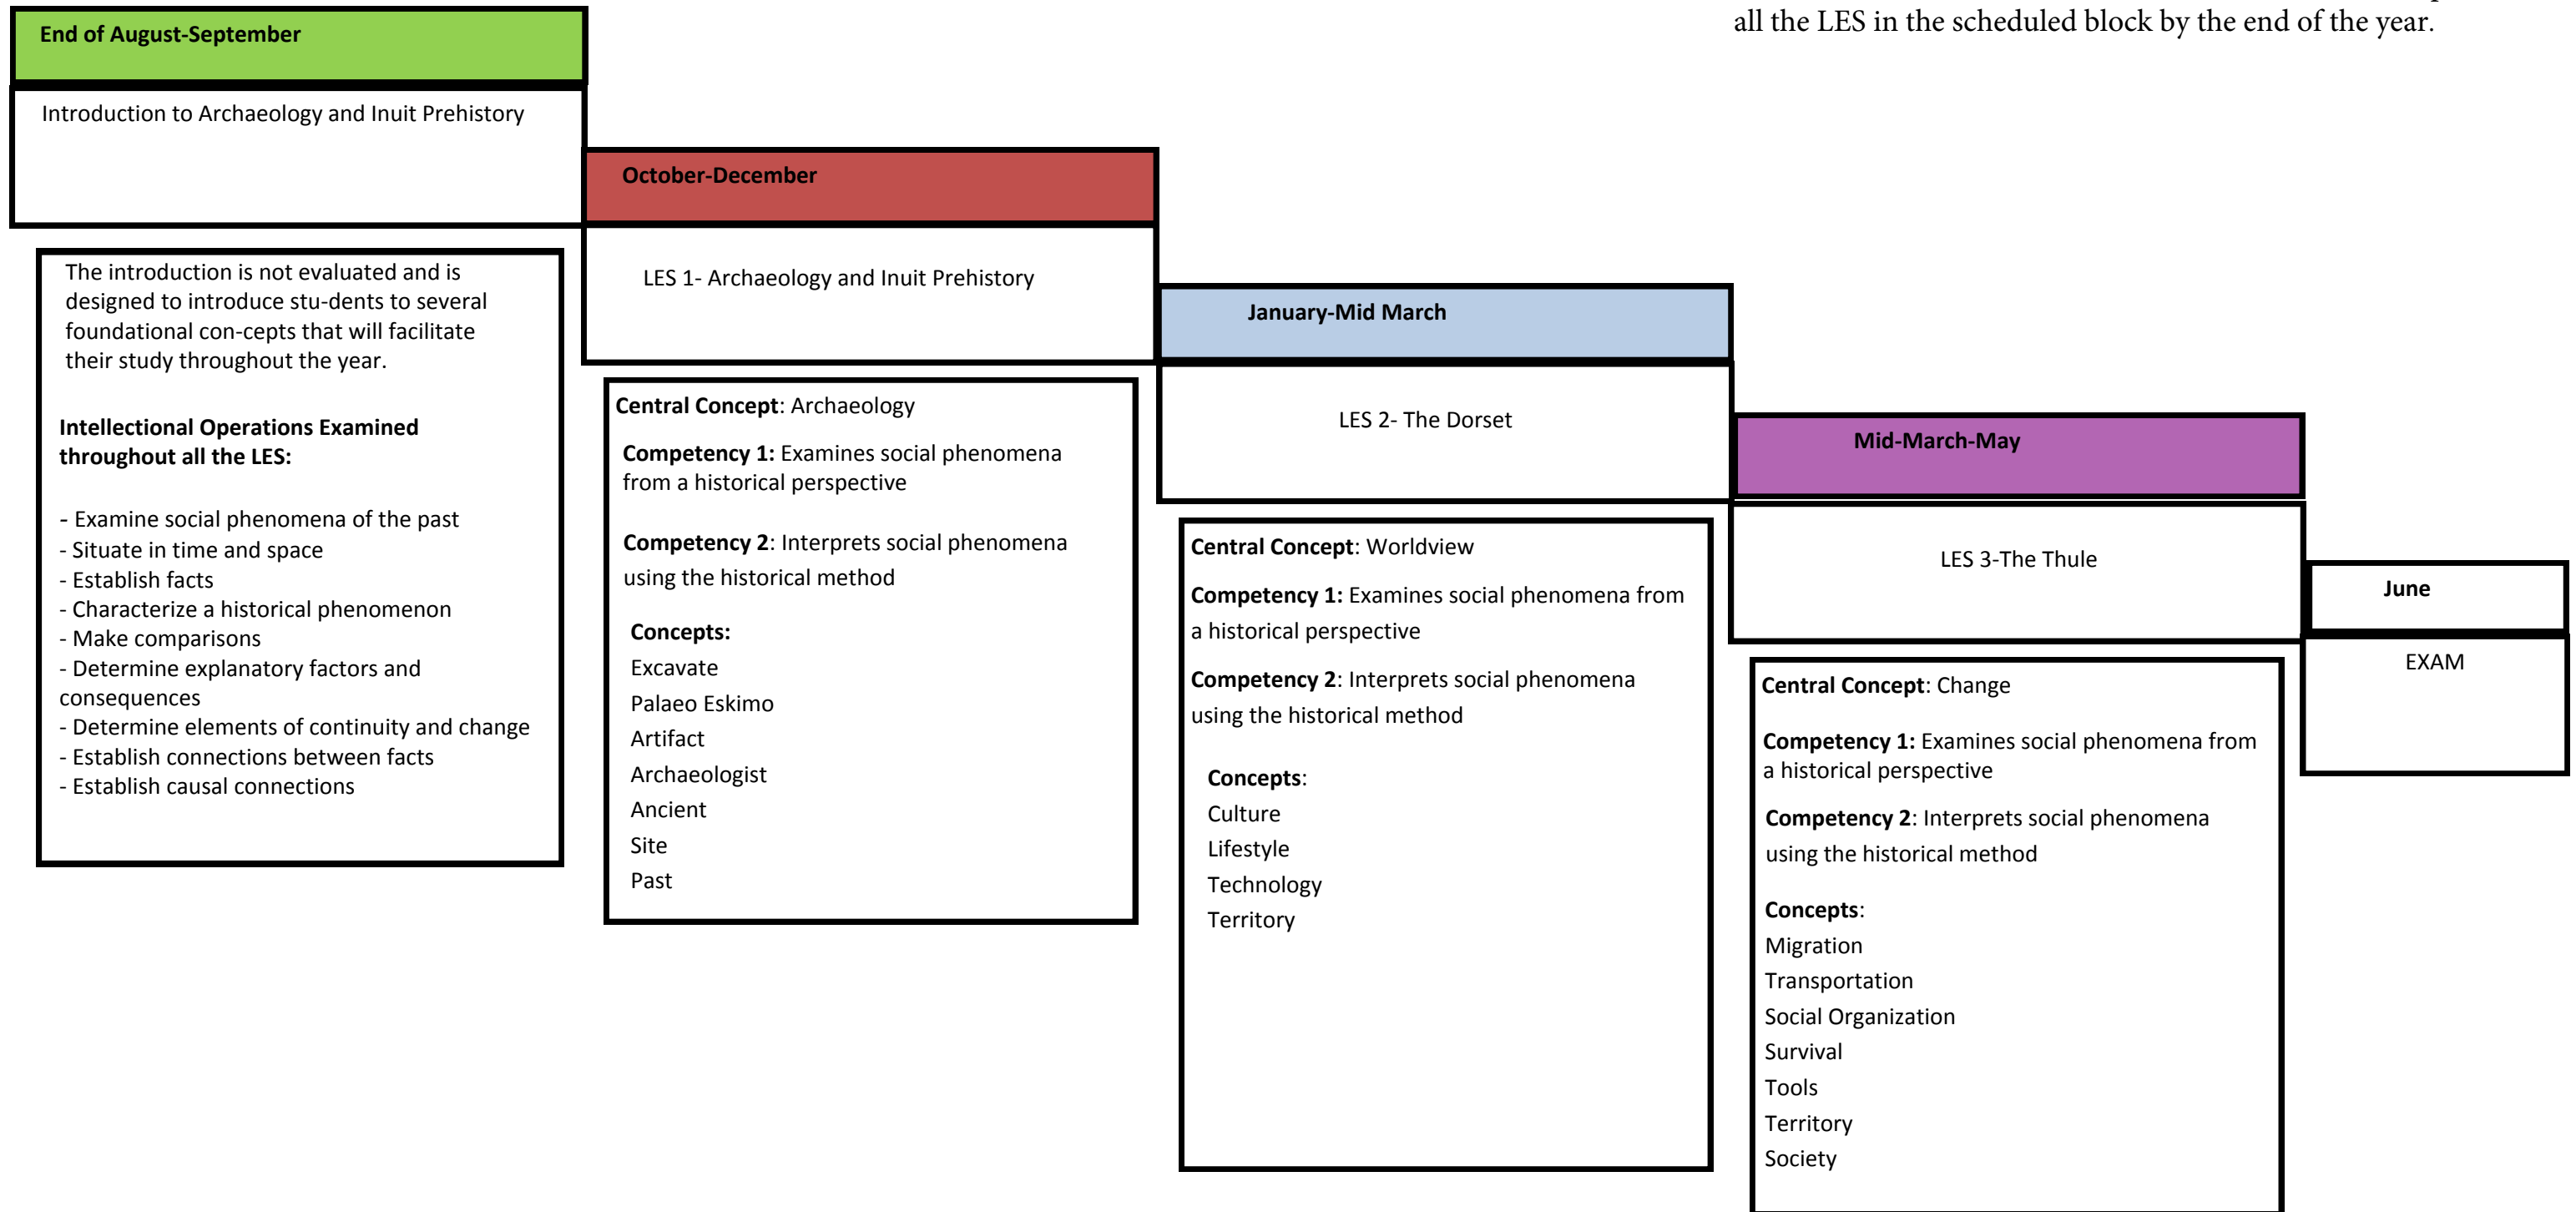 all the LES in the scheduled block by the end of the year.
End of August-September
Introduction to Archaeology and Inuit Prehistory
The introduction is not evaluated and is
designed to introduce stu-dents to several
foundational con-cepts that will facilitate
their study throughout the year.
Intellectional Operations Examined
throughout all the LES:
- Examine social phenomena of the past
- Situate in time and space
- Establish facts
- Characterize a historical phenomenon
- Make comparisons
- Determine explanatory factors and
consequences
- Determine elements of continuity and change
- Establish connections between facts
- Establish causal connections
October-December
LES 1- Archaeology and Inuit Prehistory
Central Concept: Archaeology
Competency 1: Examines social phenomena
from a historical perspective
Competency 2: Interprets social phenomena
using the historical method
Concepts:
Excavate
Palaeo Eskimo
Artifact
Archaeologist
Ancient
Site
Past
January-Mid March
LES 2- The Dorset
Central Concept: Worldview
Competency 1: Examines social phenomena from
a historical perspective
Competency 2: Interprets social phenomena
using the historical method
Concepts:
Culture
Lifestyle
Technology
Territory
Mid-March-May
LES 3-The Thule
Central Concept: Change
Competency 1: Examines social phenomena from
a historical perspective
Competency 2: Interprets social phenomena
using the historical method
Concepts:
Migration
Transportation
Social Organization
Survival
Tools
Territory
Society
June
EXAM